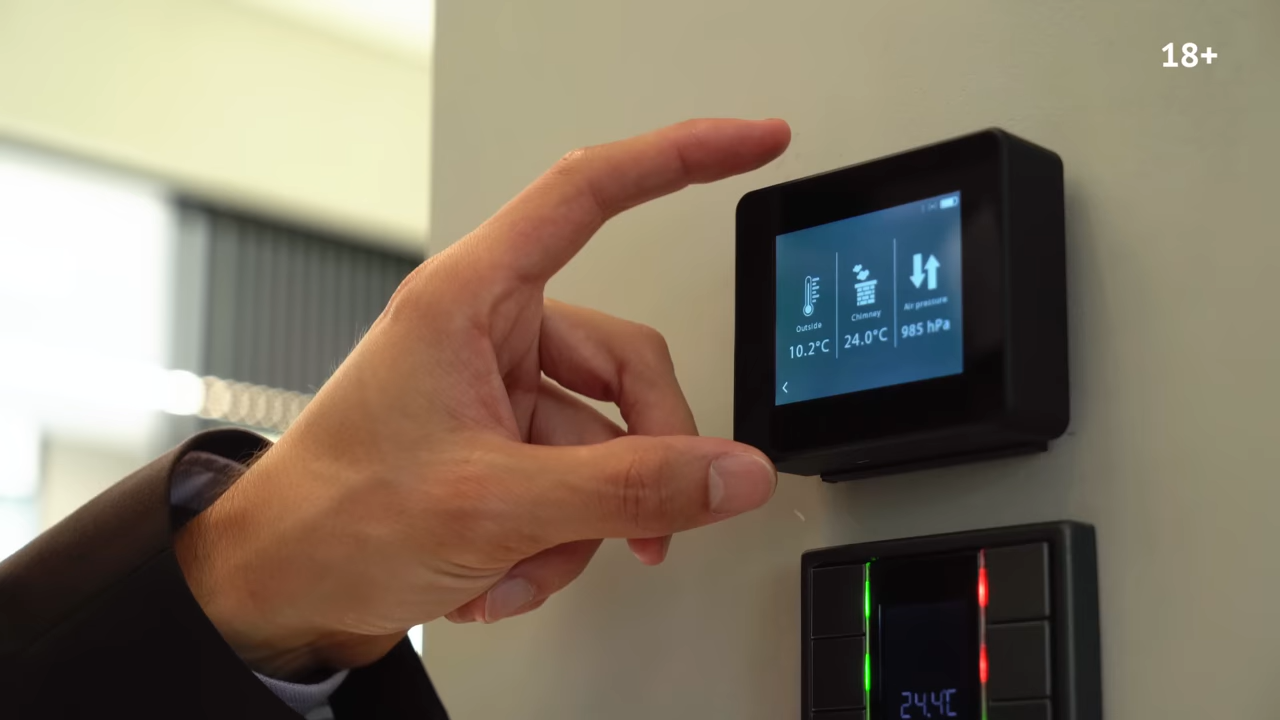 18+
Outside
10.2°C
Chimney
24.0°C
Air pressure
985 hPa
24.4C